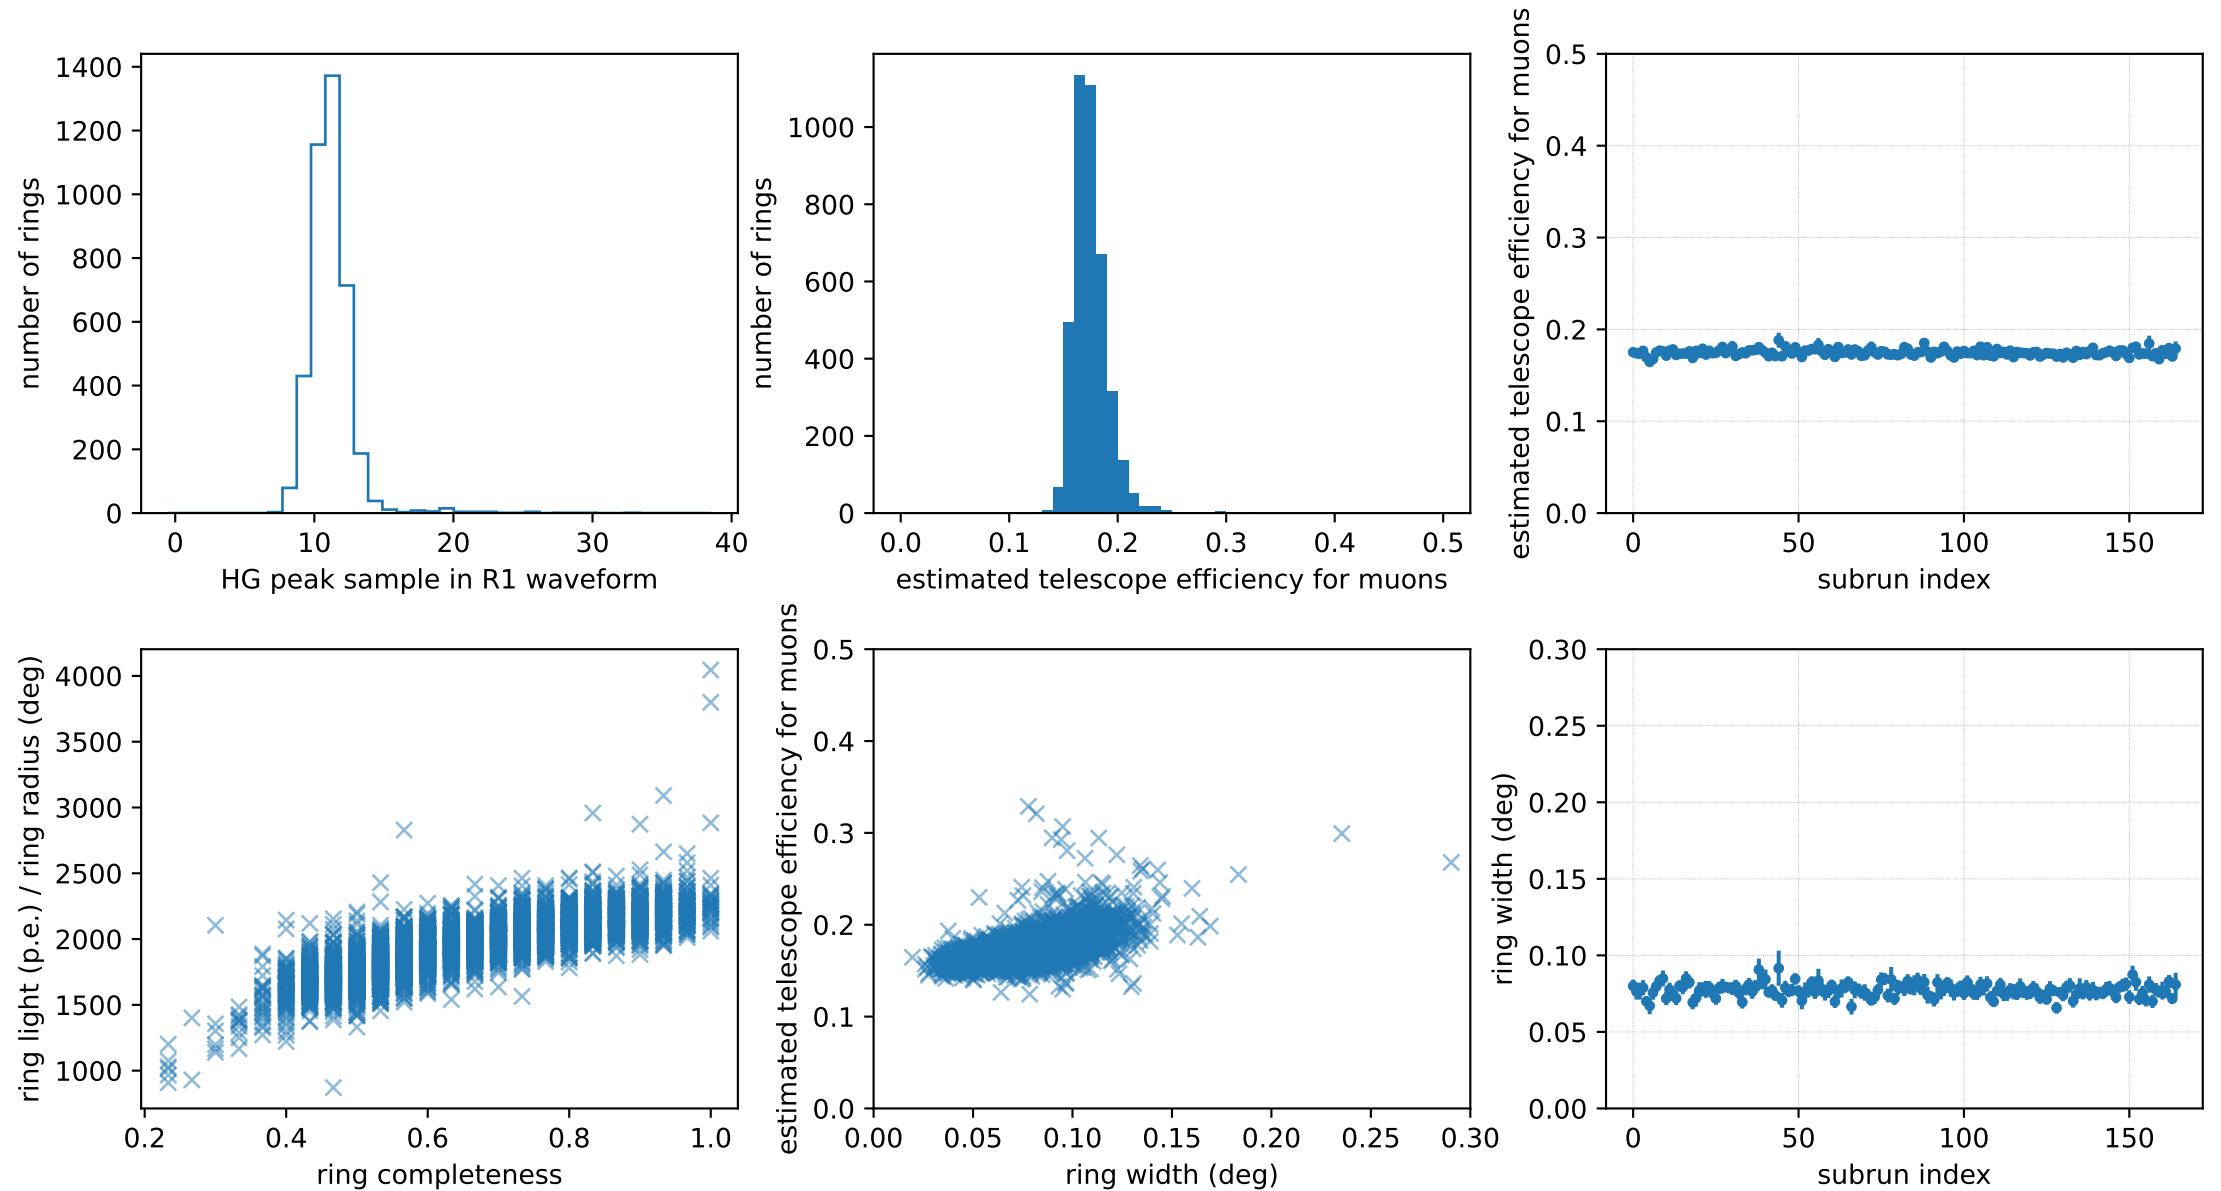 number of rings
1400
1200
1000
800
600
400
200
0
0 10 20 30 40
HG peak sample in R1 waveform
number of rings
1000
800
600
400
200
0
0.0 0.1 0.2 0.3 0.4 0.5
estimated telescope efficiency for muons
estimated telescope efficiency for muons
0.5
0.4
0.3
0.2
0.1
0.0
0 50 100 150
subrun index
ring light (p.e.) / ring radius (deg)
4000
3500
3000
2500
2000
1500
1000
0.2 0.4 0.6 0.8 1.0
ring completeness
estimated telescope efficiency for muons
0.5
0.4
0.3
0.2
0.1
0.0
0.00 0.05 0.10 0.15 0.20 0.25 0.30
ring width (deg)
ring width (deg)
0.30
0.25
0.20
0.15
0.10
0.05
0.00
0 50 100 150
subrun index